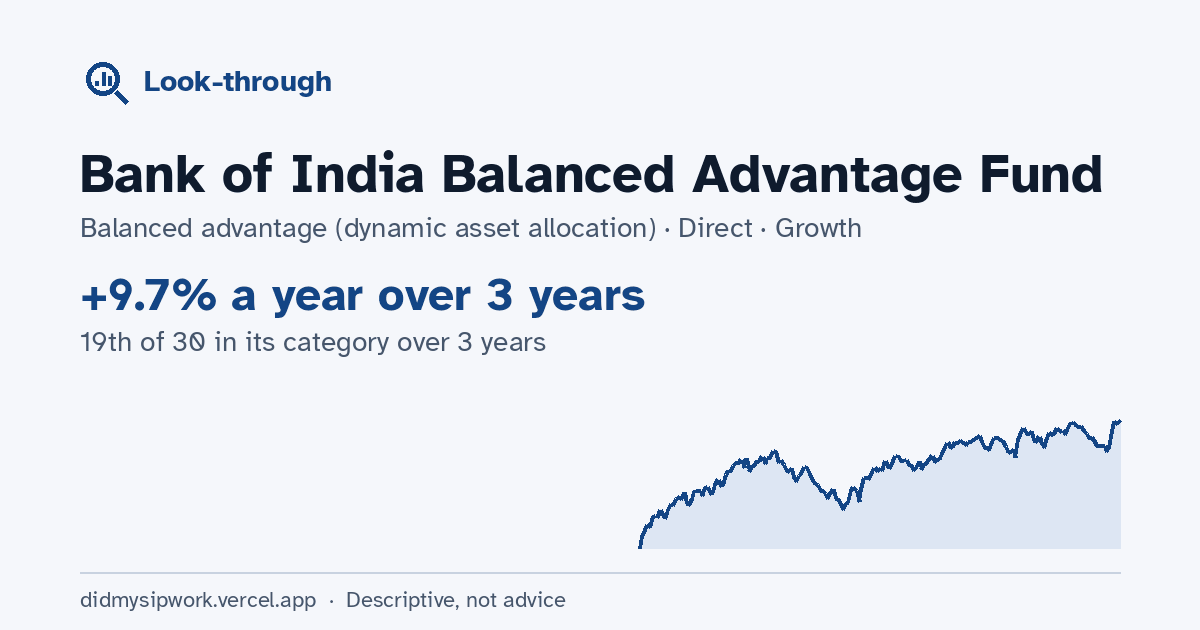 Look-through
Bank of India Balanced Advantage Fund
Balanced advantage (dynamic asset allocation) · Direct · Growth
+9.7% a year over 3 years
19th of 30 in its category over 3 years
didmysipwork.vercel.app · Descriptive, not advice